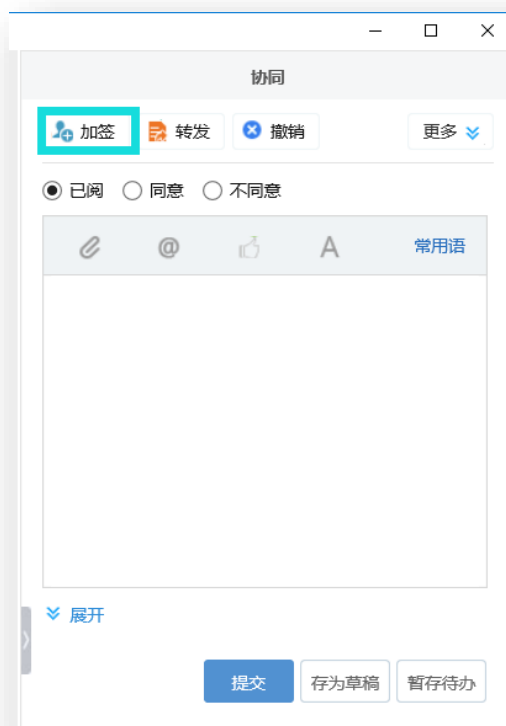 协同
加签 转发 撤销 更多
已阅 同意 不同意
@ A 常用语
展开
提交 存为草稿 暂存待办